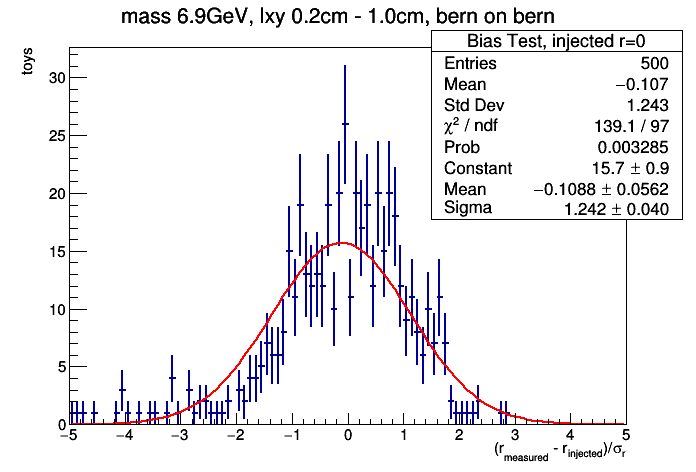 mass 6.9GeV, lxy 0.2cm - 1.0cm, bern on bern
toys
Bias Test, injected r=0
Entries 500
Mean −0.107
Std Dev 1.243
χ² / ndf 139.1 / 97
Prob 0.003285
Constant 15.7 ± 0.9
Mean −0.1088 ± 0.0562
Sigma 1.242 ± 0.040
30
25
20
15
10
5
0
−5 −4 −3 −2 −1 0 1 2 3 4 5
(r_measured - r_injected)/σ_r